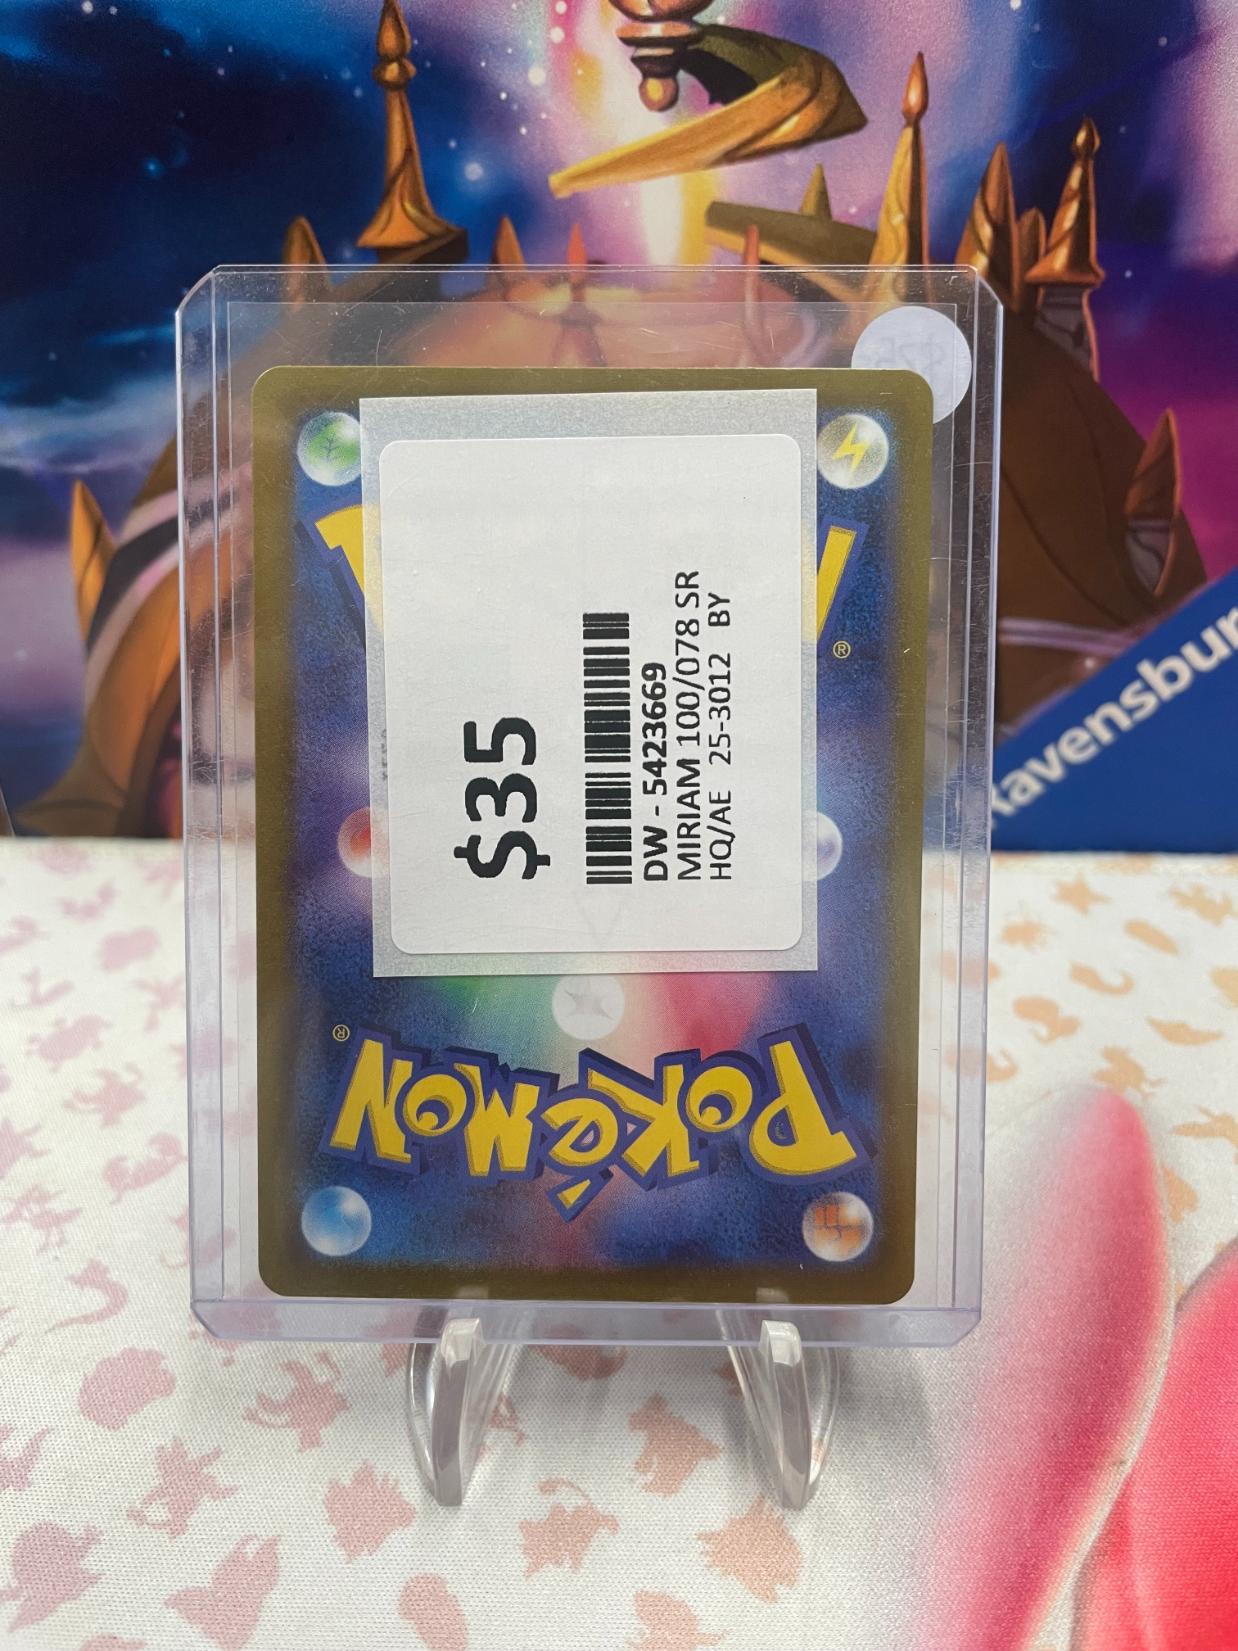 $35
DW - 5423669
MIRIAM 100/078 SR
HQ/AE 25-3012 BY
®
POKéMON
®
Ravensbur